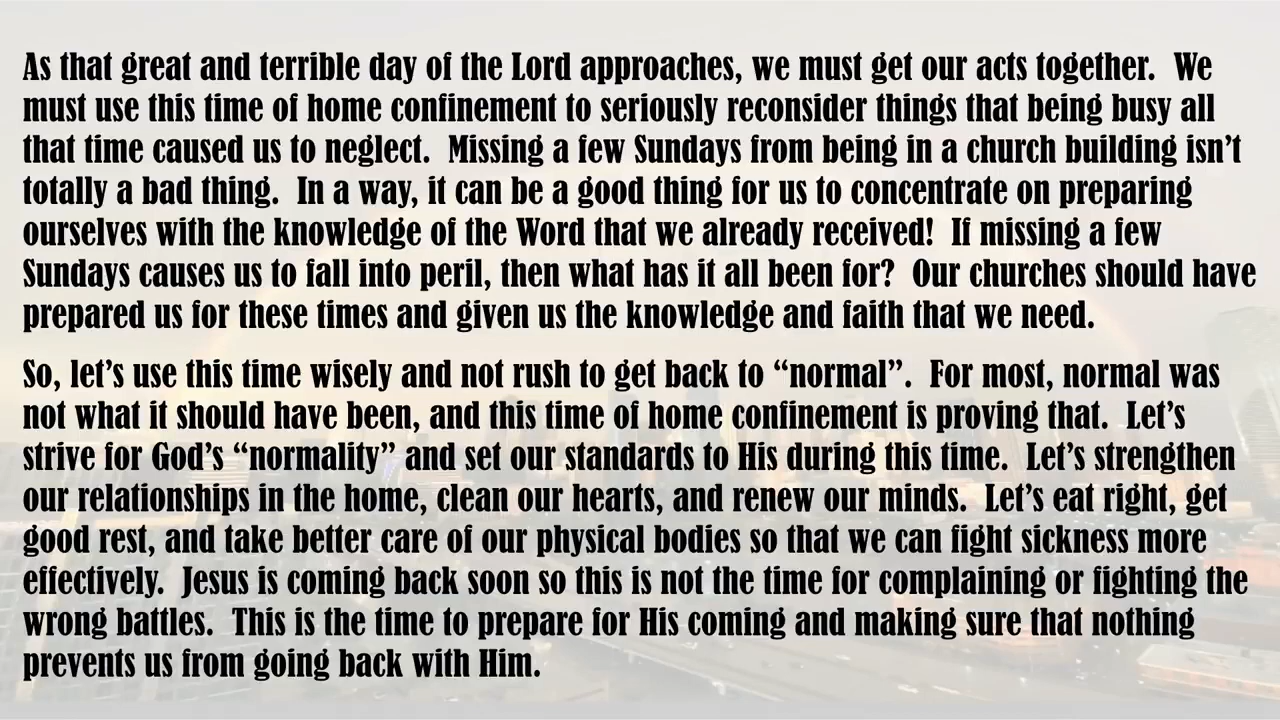 As that great and terrible day of the Lord approaches, we must get our acts together.  We
must use this time of home confinement to seriously reconsider things that being busy all
that time caused us to neglect.  Missing a few Sundays from being in a church building isn’t
totally a bad thing.  In a way, it can be a good thing for us to concentrate on preparing
ourselves with the knowledge of the Word that we already received!  If missing a few
Sundays causes us to fall into peril, then what has it all been for?  Our churches should have
prepared us for these times and given us the knowledge and faith that we need.
So, let’s use this time wisely and not rush to get back to “normal”.  For most, normal was
not what it should have been, and this time of home confinement is proving that.  Let’s
strive for God’s “normality” and set our standards to His during this time.  Let’s strengthen
our relationships in the home, clean our hearts, and renew our minds.  Let’s eat right, get
good rest, and take better care of our physical bodies so that we can fight sickness more
effectively.  Jesus is coming back soon so this is not the time for complaining or fighting the
wrong battles.  This is the time to prepare for His coming and making sure that nothing
prevents us from going back with Him.